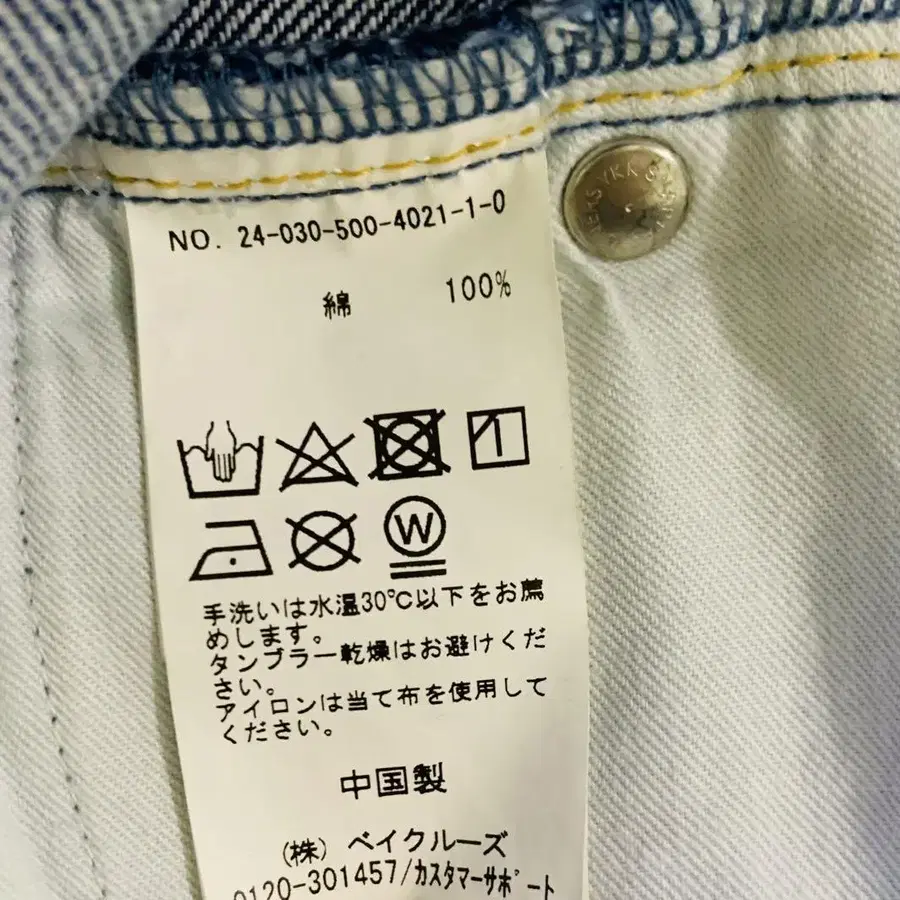 NO. 24-030-500-4021-1-0
綿 100%
W
手洗いは水温30℃以下をお薦
めします。
タンブラー乾燥はお避けくだ
さい。
アイロンは当て布を使用して
ください。
中国製
(株) ベイクルーズ
0120-301457/カスタマーサポート
YKK